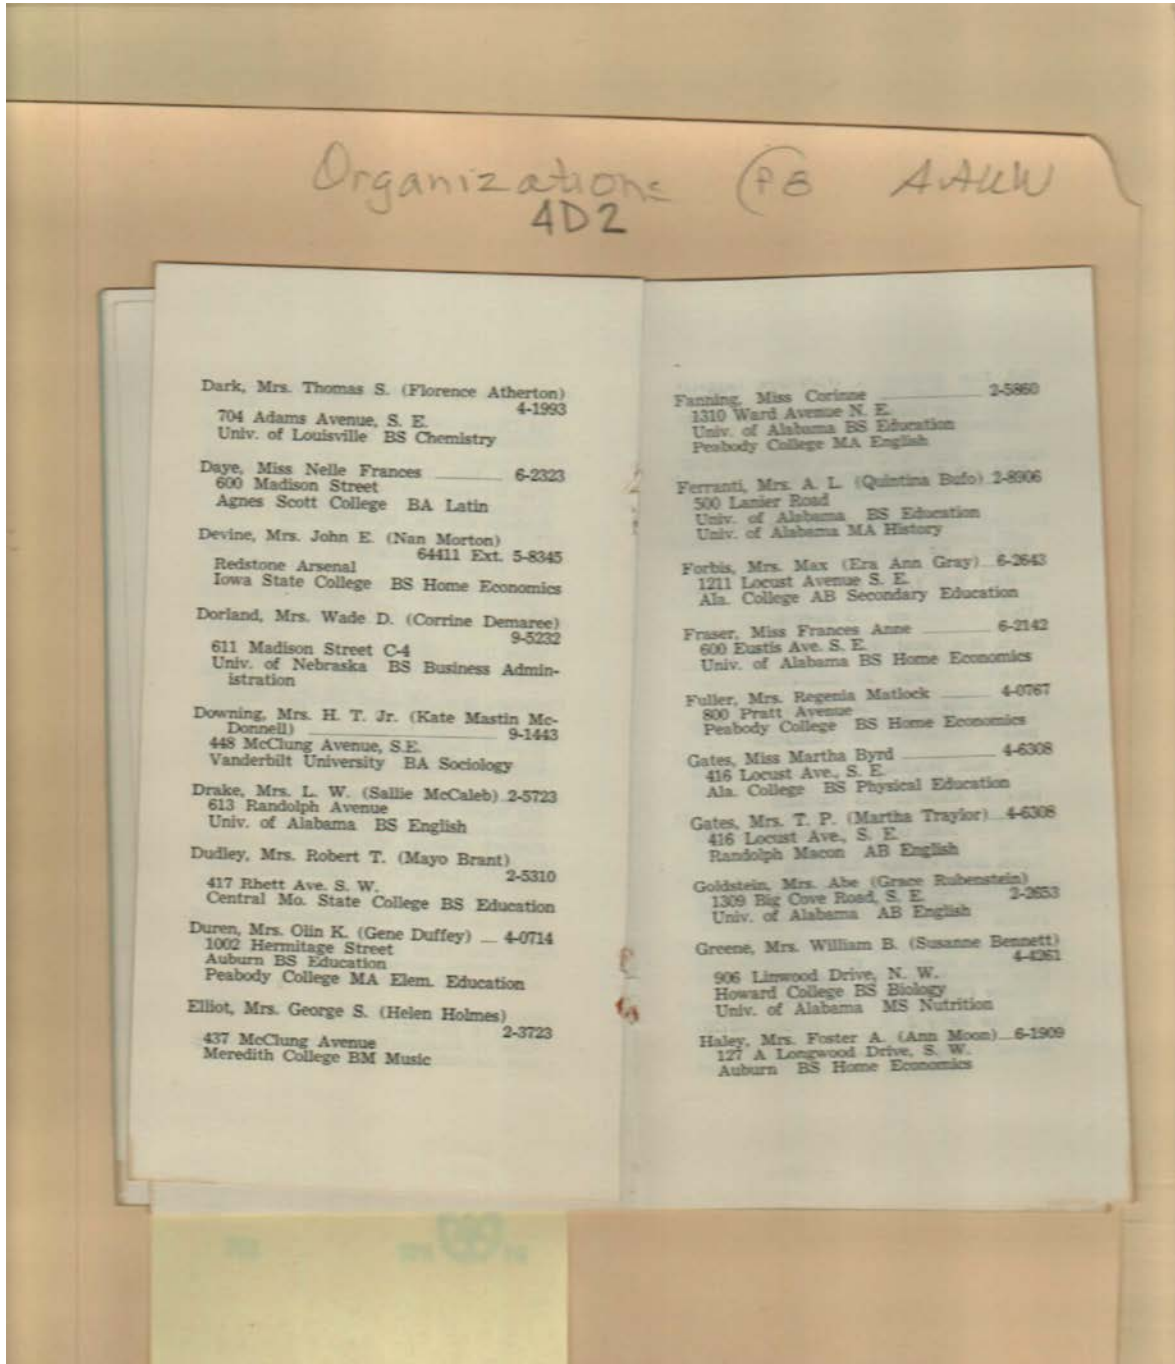 Organizations P8 AAUW
4D2
Dark, Mrs. Thomas S. (Florence Atherton)
4-1993
704 Adams Avenue, S. E.
Univ. of Louisville BS Chemistry
Daye, Miss Nelle Frances ________ 6-2323
600 Madison Street
Agnes Scott College BA Latin
Devine, Mrs. John E. (Nan Morton)
64411 Ext. 5-8345
Redstone Arsenal
Iowa State College BS Home Economics
Dorland, Mrs. Wade D. (Corrine Demaree)
9-5232
611 Madison Street C-4
Univ. of Nebraska BS Business Admin-
istration
Downing, Mrs. H. T. Jr. (Kate Mastin Mc-
Donnell) ________ 9-1443
448 McClung Avenue, S.E.
Vanderbilt University BA Sociology
Drake, Mrs. L. W. (Sallie McCaleb) 2-5723
613 Randolph Avenue
Univ. of Alabama BS English
Dudley, Mrs. Robert T. (Mayo Brant)
2-5310
417 Rhett Ave. S. W.
Central Mo. State College BS Education
Duren, Mrs. Olin K. (Gene Duffey) __ 4-0714
1002 Hermitage Street
Auburn BS Education
Peabody College MA Elem. Education
Elliot, Mrs. George S. (Helen Holmes)
2-3723
437 McClung Avenue
Meredith College BM Music
Fanning, Miss Corinne ________ 2-5860
1310 Ward Avenue N. E.
Univ. of Alabama BS Education
Peabody College MA English
Ferranti, Mrs. A. L. (Quintina Bufo) 2-8906
500 Lanier Road
Univ. of Alabama BS Education
Univ. of Alabama MA History
Forbis, Mrs. Max (Era Ann Gray) 6-2643
1211 Locust Avenue S. E.
Ala. College AB Secondary Education
Fraser, Miss Frances Anne ________ 6-2142
600 Eustis Ave. S. E.
Univ. of Alabama BS Home Economics
Fuller, Mrs. Regenia Matlock ______ 4-0767
800 Pratt Avenue
Peabody College BS Home Economics
Gates, Miss Martha Byrd ________ 4-6308
416 Locust Ave., S. E.
Ala. College BS Physical Education
Gates, Mrs. T. P. (Martha Traylor) 4-6308
416 Locust Ave., S. E.
Randolph Macon AB English
Goldstein, Mrs. Abe (Grace Rubenstein)
1309 Big Cove Road, S. E. 2-2653
Univ. of Alabama AB English
Greene, Mrs. William B. (Susanne Bennett)
4-4261
906 Linwood Drive, N. W.
Howard College BS Biology
Univ. of Alabama MS Nutrition
Haley, Mrs. Foster A. (Ann Moon) 6-1909
127 A Longwood Drive, S. W.
Auburn BS Home Economics